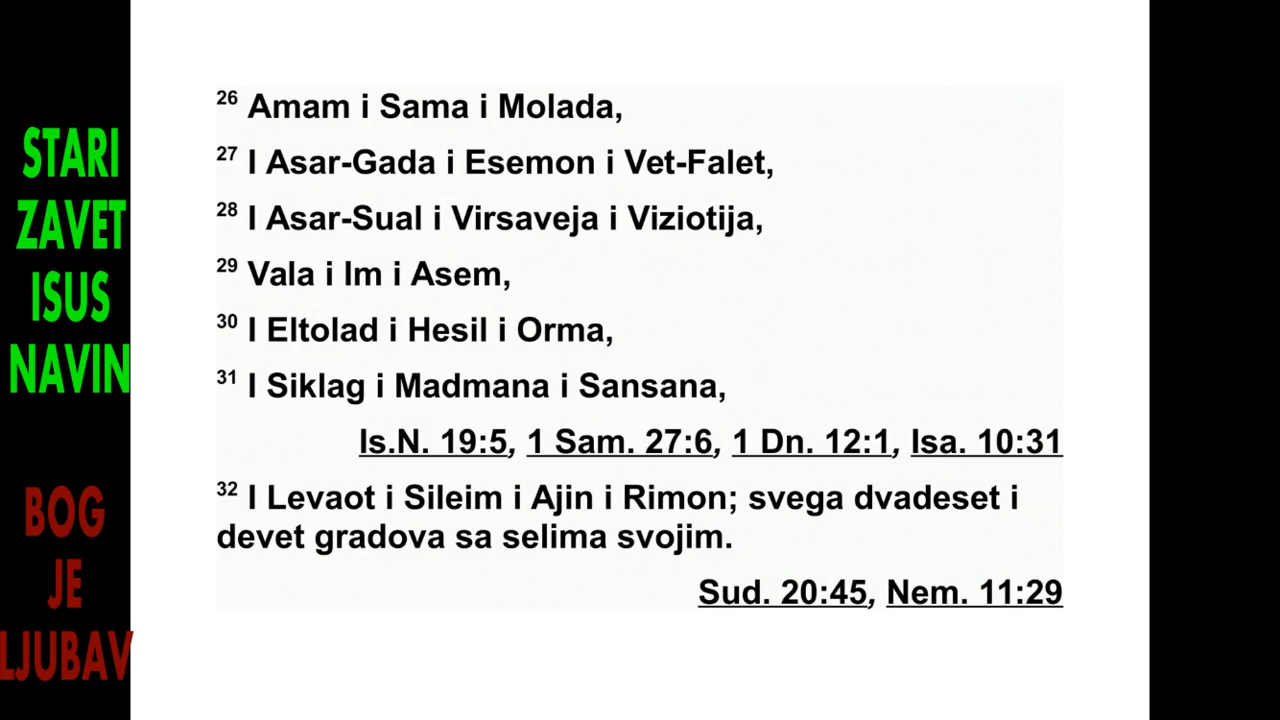 STARI
ZAVET
ISUS
NAVIN
BOG
JE
LJUBAV
26 Amam i Sama i Molada,
27 I Asar-Gada i Esemon i Vet-Falet,
28 I Asar-Sual i Virsaveja i Viziotija,
29 Vala i Im i Asem,
30 I Eltolad i Hesil i Orma,
31 I Siklag i Madmana i Sansana,
Is.N. 19:5, 1 Sam. 27:6, 1 Dn. 12:1, Isa. 10:31
32 I Levaot i Sileim i Ajin i Rimon; svega dvadeset i
devet gradova sa selima svojim.
Sud. 20:45, Nem. 11:29